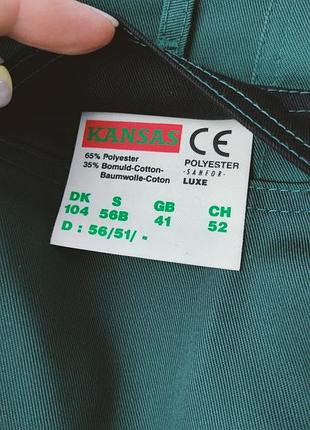 KANSAS CE
65% Polyester
35% Bomuld-Cotton-
Baumwolle-Coton
POLYESTER
-SANFOR-
LUXE
DK S GB CH
104 56B 41 52
D : 56/51/ -